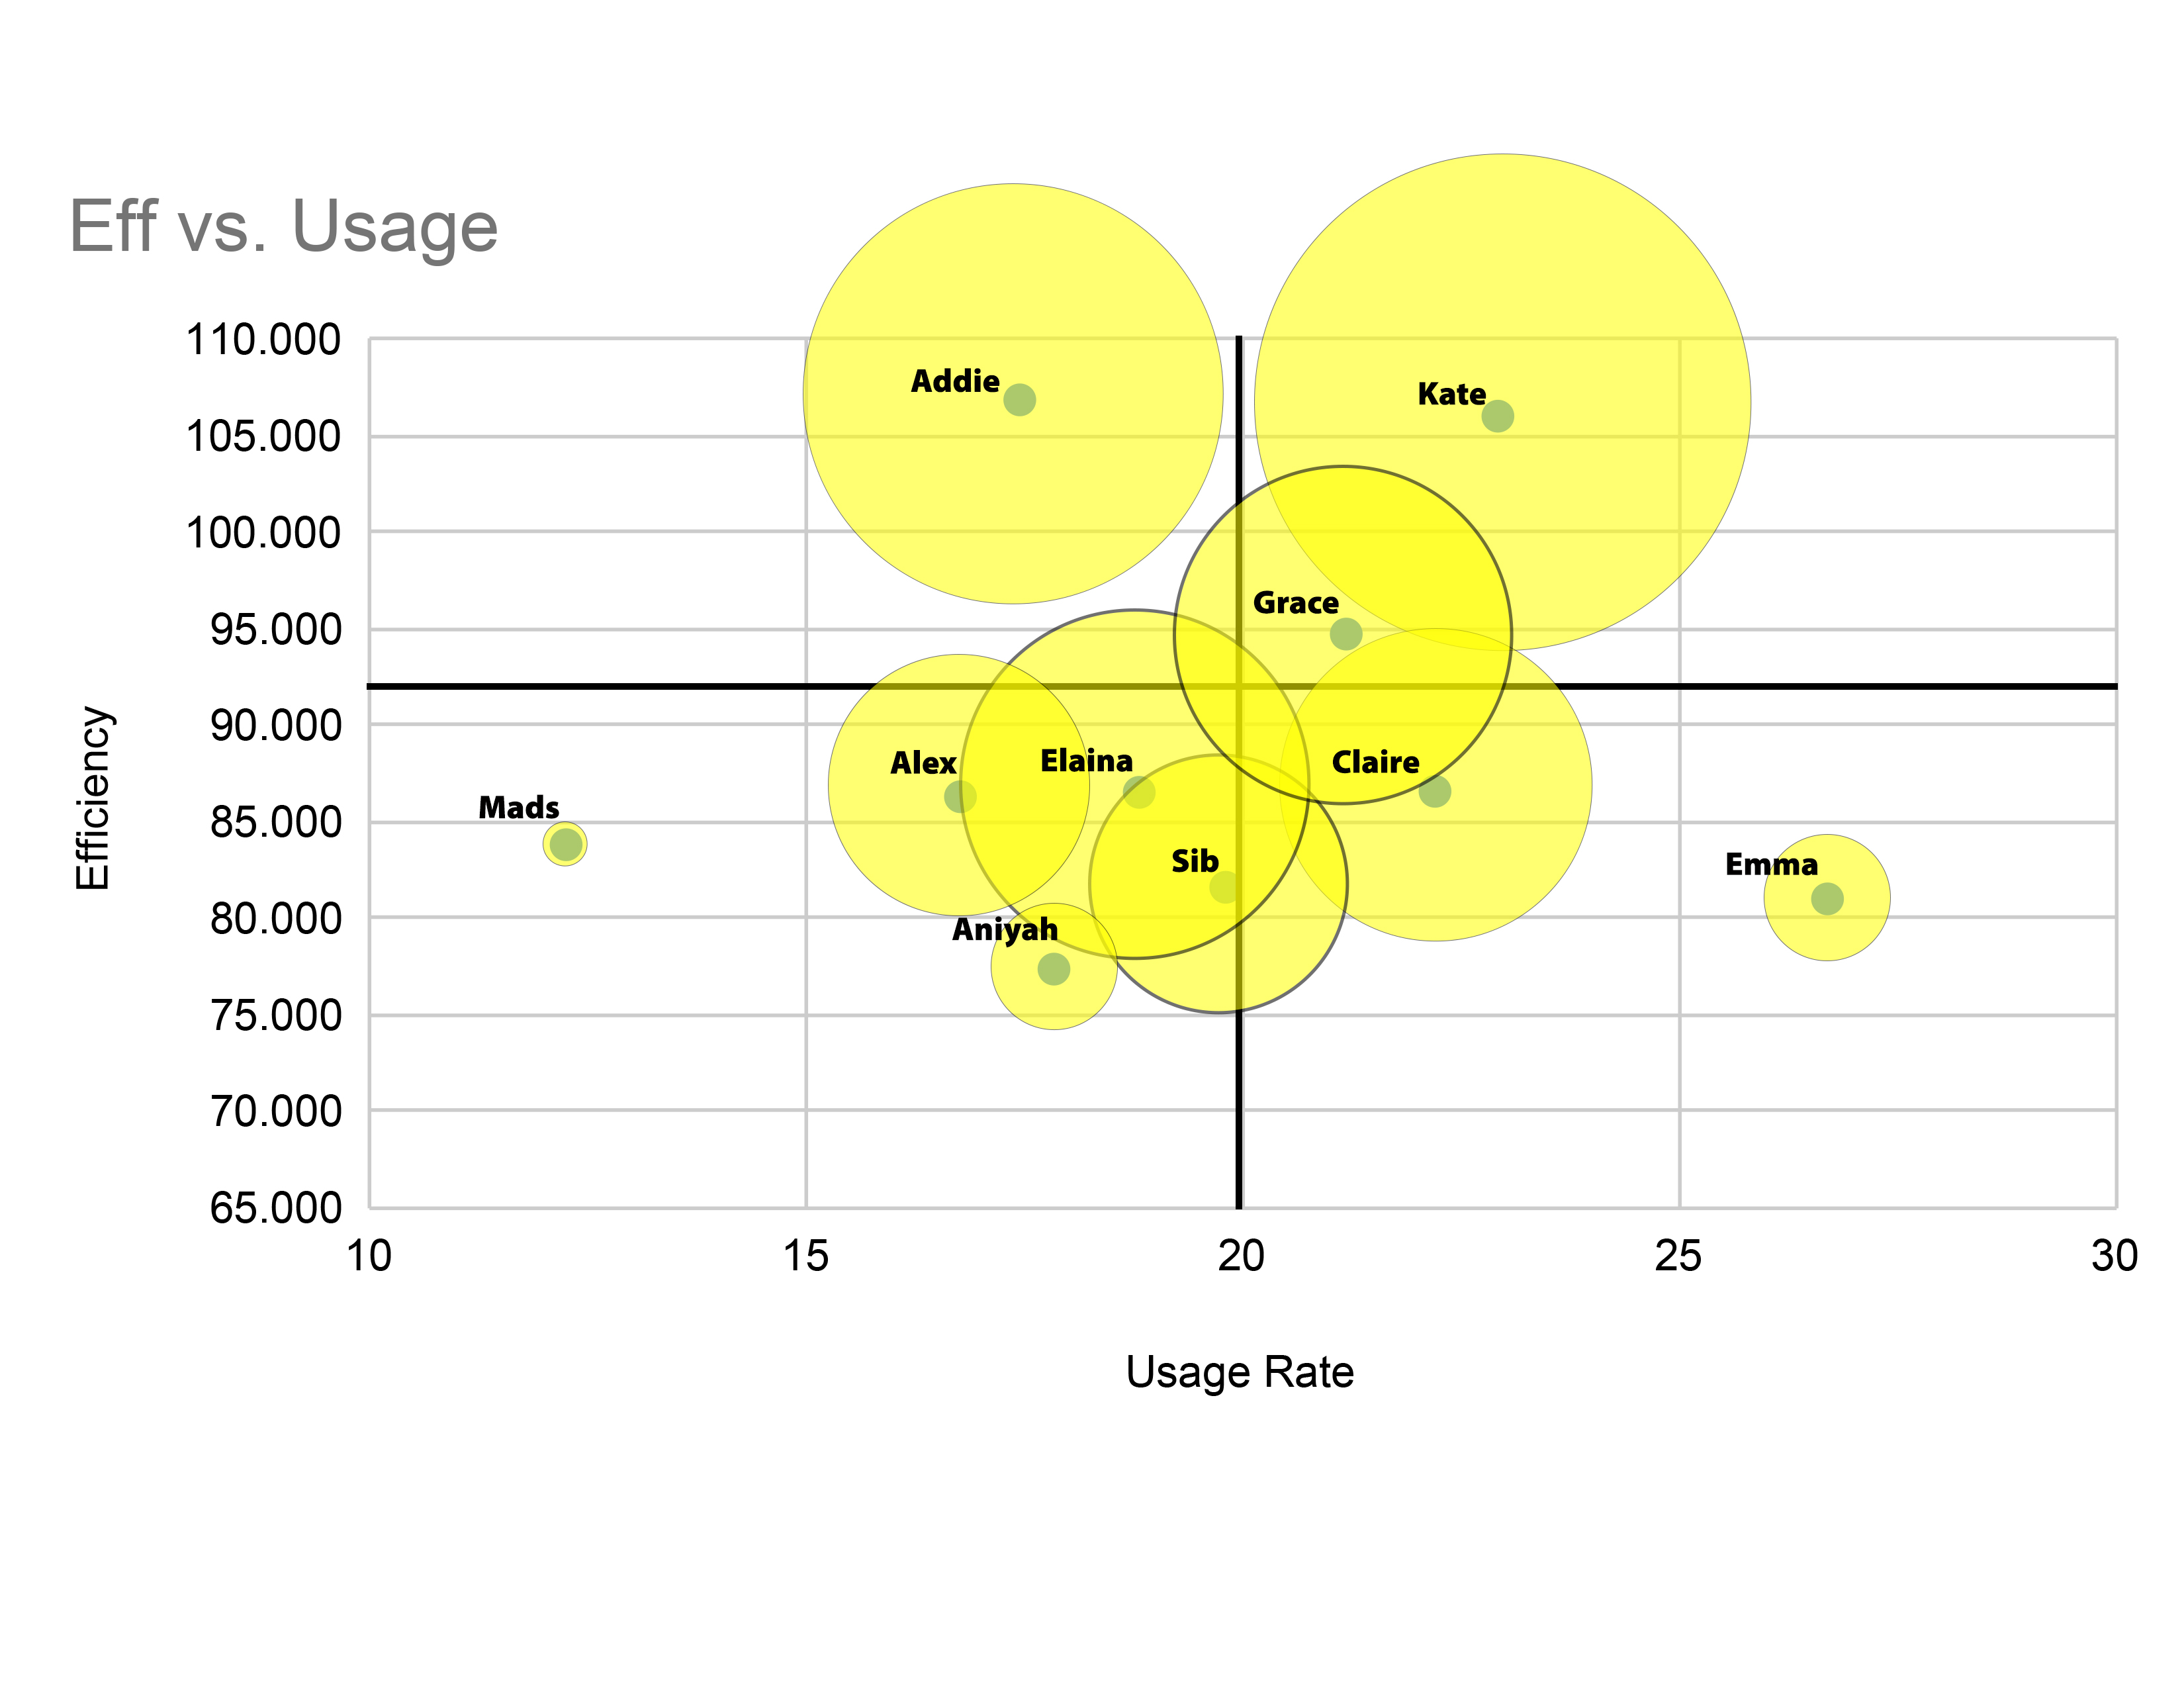 Eff vs. Usage
110.000
105.000
100.000
95.000
90.000
85.000
80.000
75.000
70.000
65.000
Efficiency
Addie
Kate
Grace
Alex
Elaina
Claire
Mads
Sib
Emma
Aniyah
10
15
20
25
30
Usage Rate